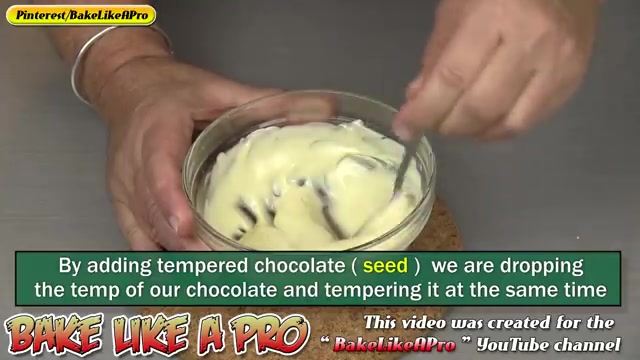 Pinterest/BakeLikeAPro
By adding tempered chocolate ( seed ) we are dropping
the temp of our chocolate and tempering it at the same time
BAKE LIKE A PRO
This video was created for the
“ BakeLikeAPro ” YouTube channel